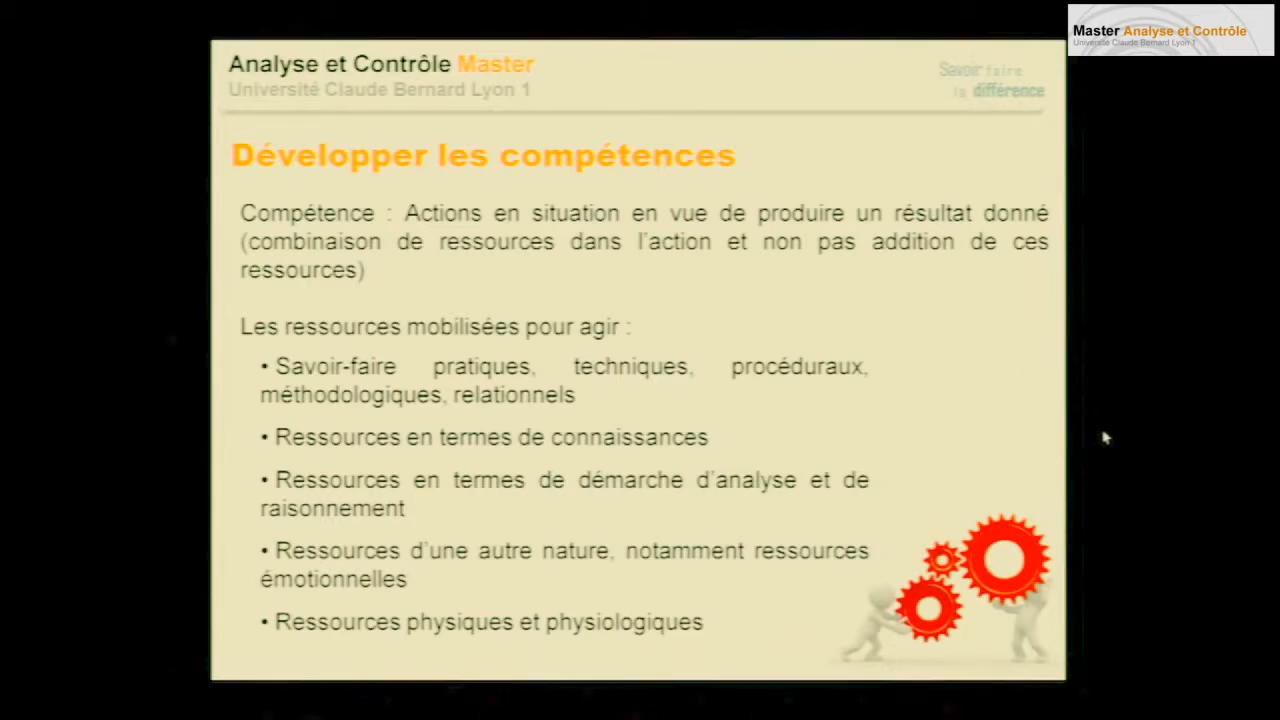 Master Analyse et Contrôle
Université Claude Bernard Lyon 1
Analyse et Contrôle Master
Université Claude Bernard Lyon 1
Savoir faire
la différence
Développer les compétences
Compétence : Actions en situation en vue de produire un résultat donné
(combinaison de ressources dans l'action et non pas addition de ces
ressources)
Les ressources mobilisées pour agir :
• Savoir-faire pratiques, techniques, procéduraux,
méthodologiques, relationnels
• Ressources en termes de connaissances
• Ressources en termes de démarche d'analyse et de
raisonnement
• Ressources d'une autre nature, notamment ressources
émotionnelles
• Ressources physiques et physiologiques